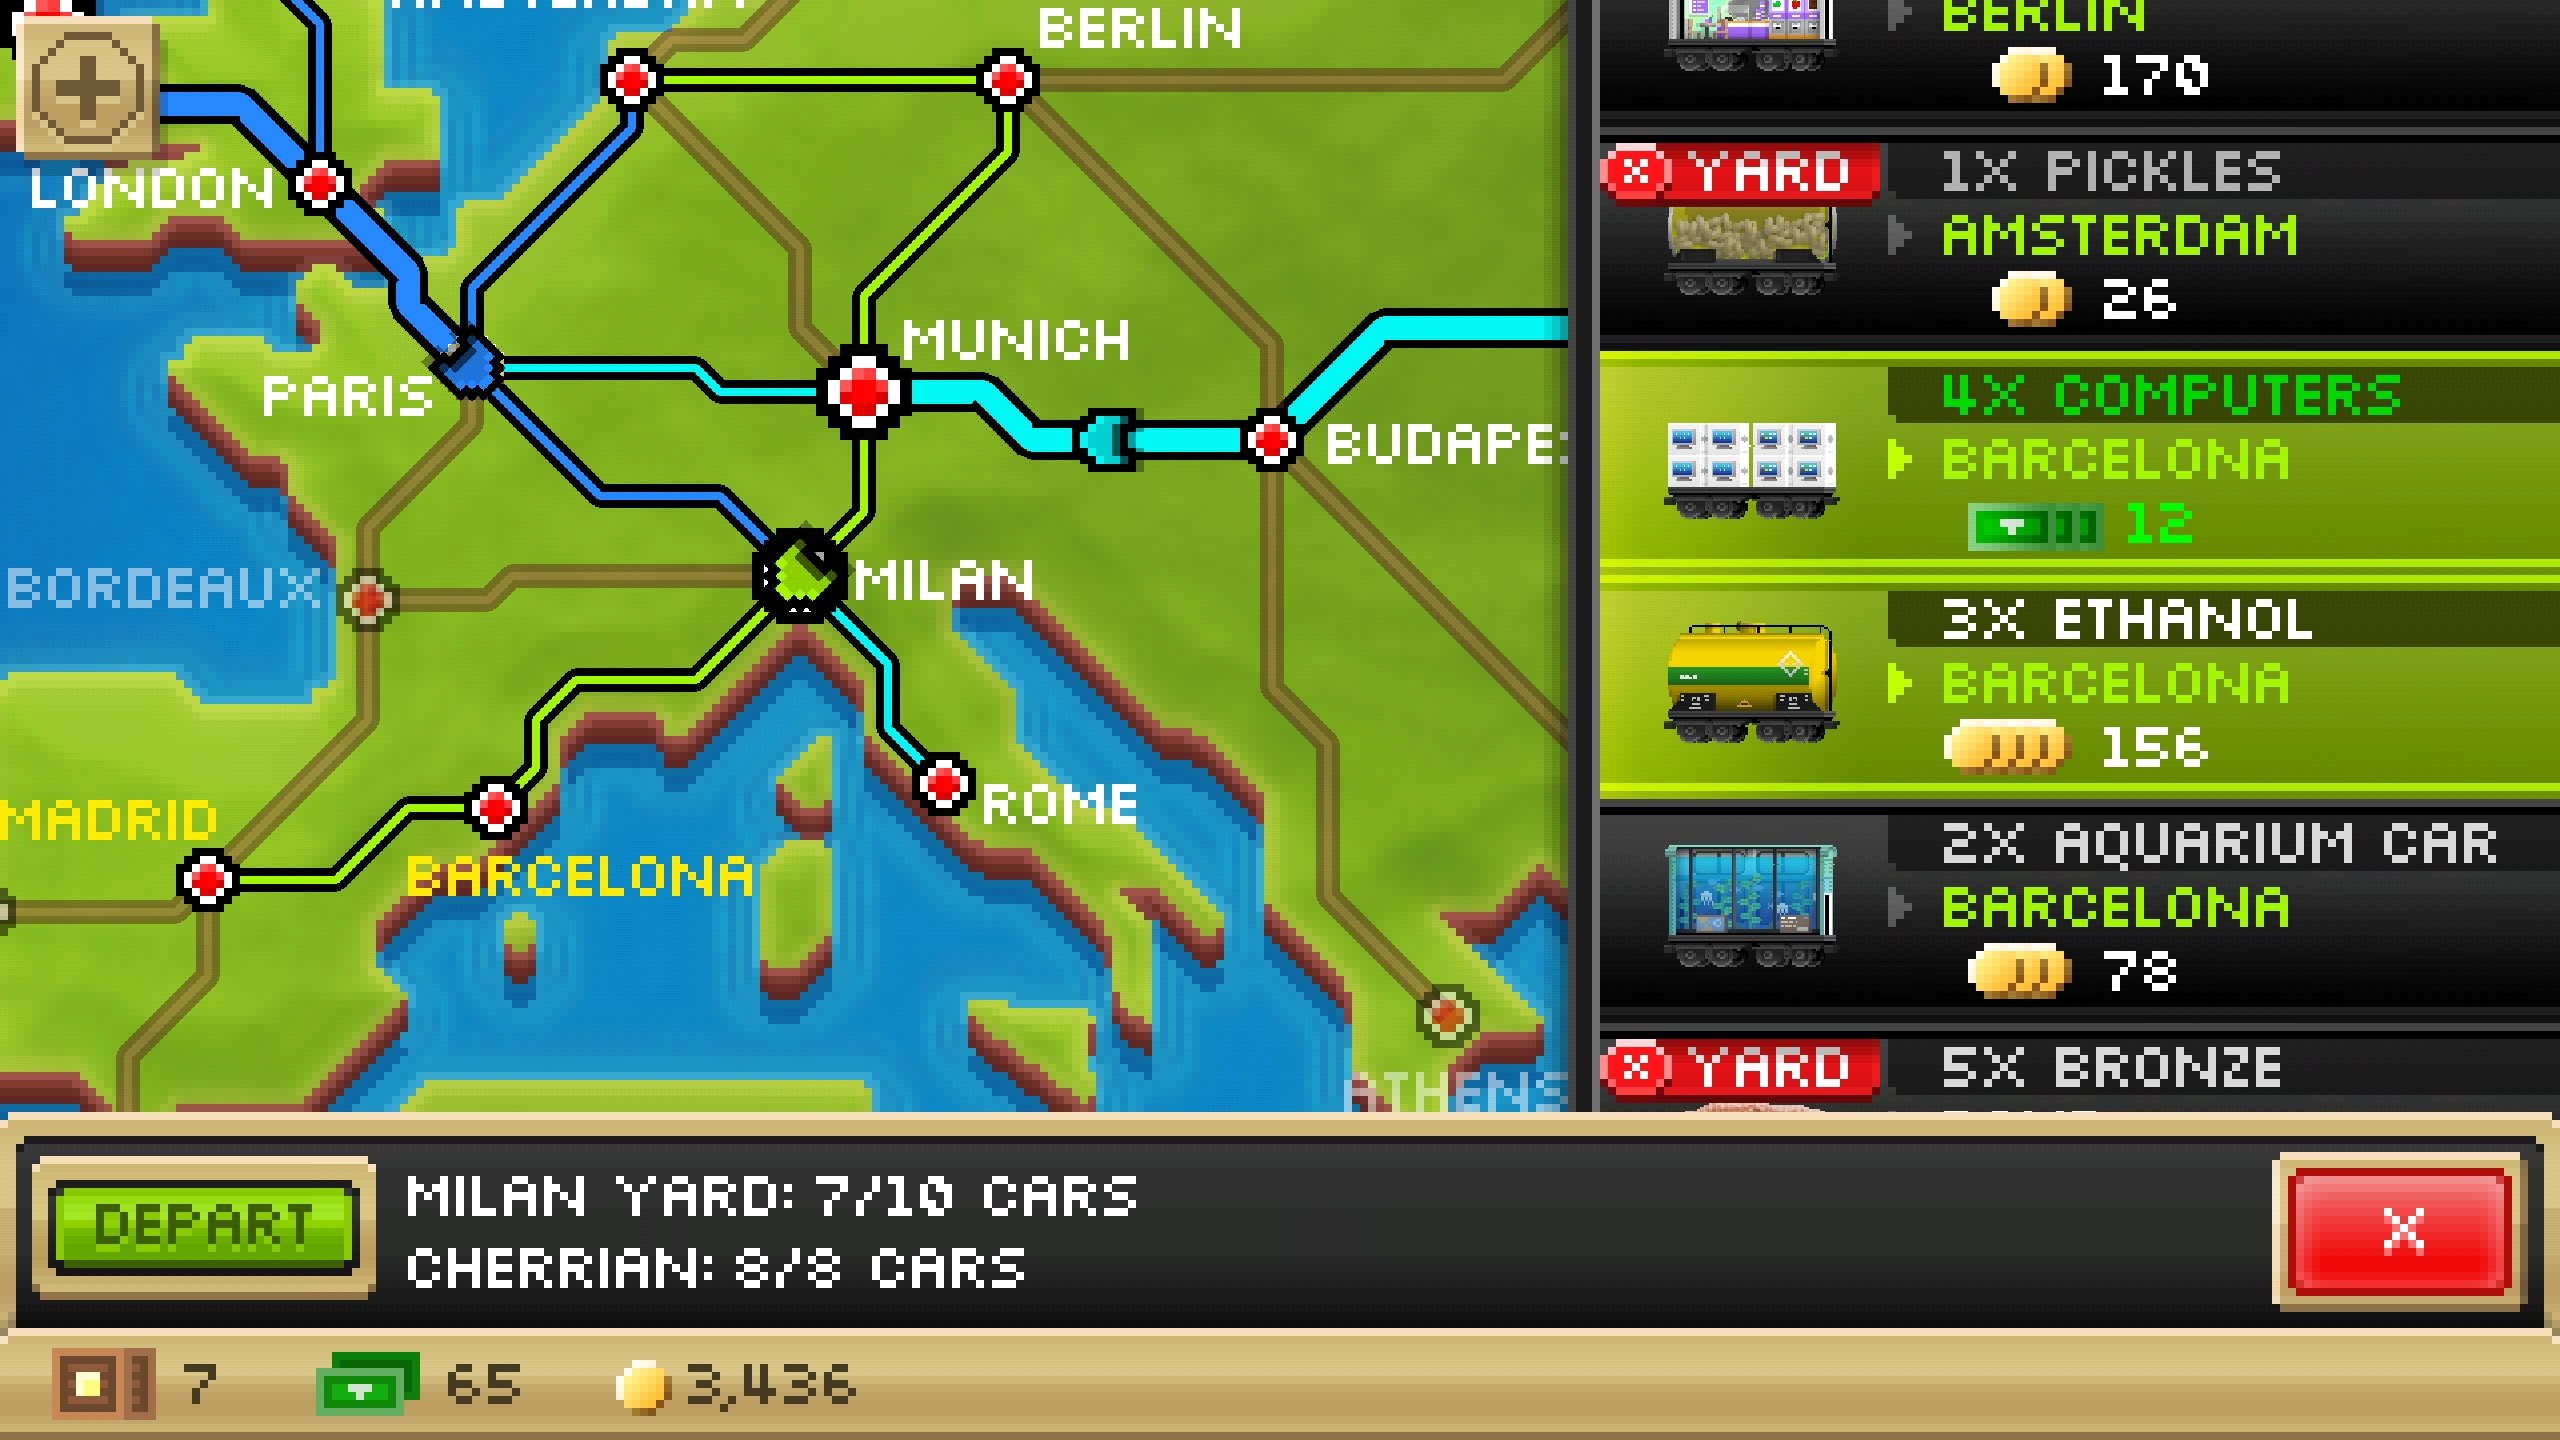 BERLIN
LONDON
MUNICH
PARIS
BUDAPE
MILAN
BORDEAUX
ROME
MADRID
BARCELONA
ATHENS
BERLIN
170
YARD
1X PICKLES
AMSTERDAM
26
4X COMPUTERS
BARCELONA
12
3X ETHANOL
BARCELONA
156
2X AQUARIUM CAR
BARCELONA
78
YARD
5X BRONZE
DEPART
MILAN YARD: 7/10 CARS
CHERRIAN: 8/8 CARS
X
7
65
3,436